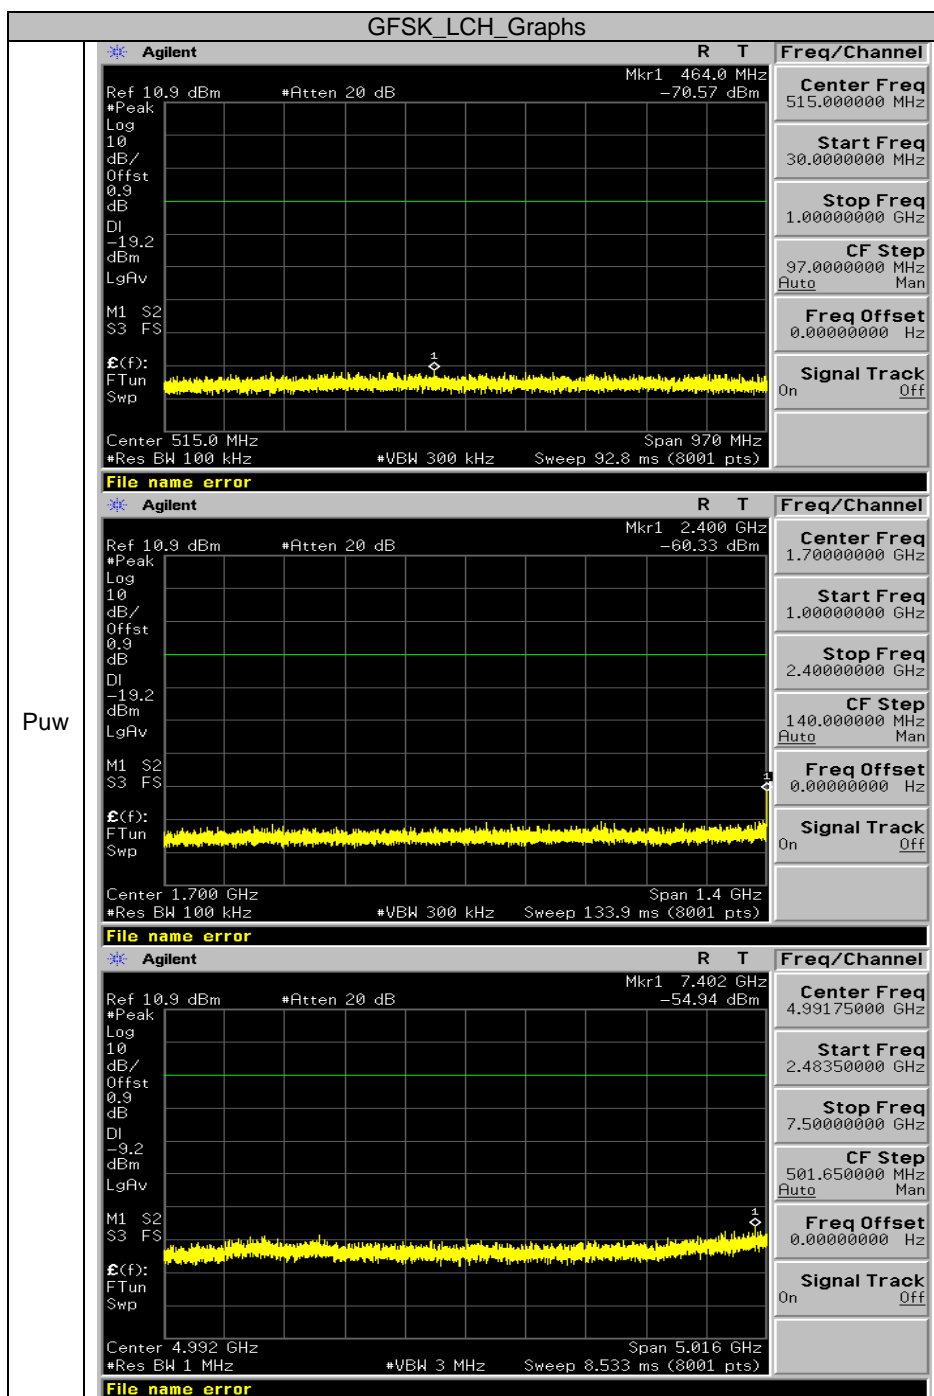 GFSK_LCH_Graphs
Puw
Agilent R T Freq/Channel
Mkr1 464.0 MHz
Ref 10.9 dBm #Atten 20 dB -70.57 dBm
#Peak
Log
10
dB/
Offst
0.9
dB
DI
-19.2
dBm
LgAv
M1 S2
S3 FS
£(f):
FTun
Swp
1
Center 515.0 MHz Span 970 MHz
#Res BW 100 kHz #VBW 300 kHz Sweep 92.8 ms (8001 pts)
Center Freq
515.000000 MHz
Start Freq
30.0000000 MHz
Stop Freq
1.00000000 GHz
CF Step
97.0000000 MHz
Auto Man
Freq Offset
0.00000000 Hz
Signal Track
On Off
File name error
Agilent R T Freq/Channel
Mkr1 2.400 GHz
Ref 10.9 dBm #Atten 20 dB -60.33 dBm
#Peak
Log
10
dB/
Offst
0.9
dB
DI
-19.2
dBm
LgAv
M1 S2
S3 FS
£(f):
FTun
Swp
1
Center 1.700 GHz Span 1.4 GHz
#Res BW 100 kHz #VBW 300 kHz Sweep 133.9 ms (8001 pts)
Center Freq
1.70000000 GHz
Start Freq
1.00000000 GHz
Stop Freq
2.40000000 GHz
CF Step
140.000000 MHz
Auto Man
Freq Offset
0.00000000 Hz
Signal Track
On Off
File name error
Agilent R T Freq/Channel
Mkr1 7.402 GHz
Ref 10.9 dBm #Atten 20 dB -54.94 dBm
#Peak
Log
10
dB/
Offst
0.9
dB
DI
-9.2
dBm
LgAv
M1 S2
S3 FS
£(f):
FTun
Swp
1
Center 4.992 GHz Span 5.016 GHz
#Res BW 1 MHz #VBW 3 MHz Sweep 8.533 ms (8001 pts)
Center Freq
4.99175000 GHz
Start Freq
2.48350000 GHz
Stop Freq
7.50000000 GHz
CF Step
501.650000 MHz
Auto Man
Freq Offset
0.00000000 Hz
Signal Track
On Off
File name error